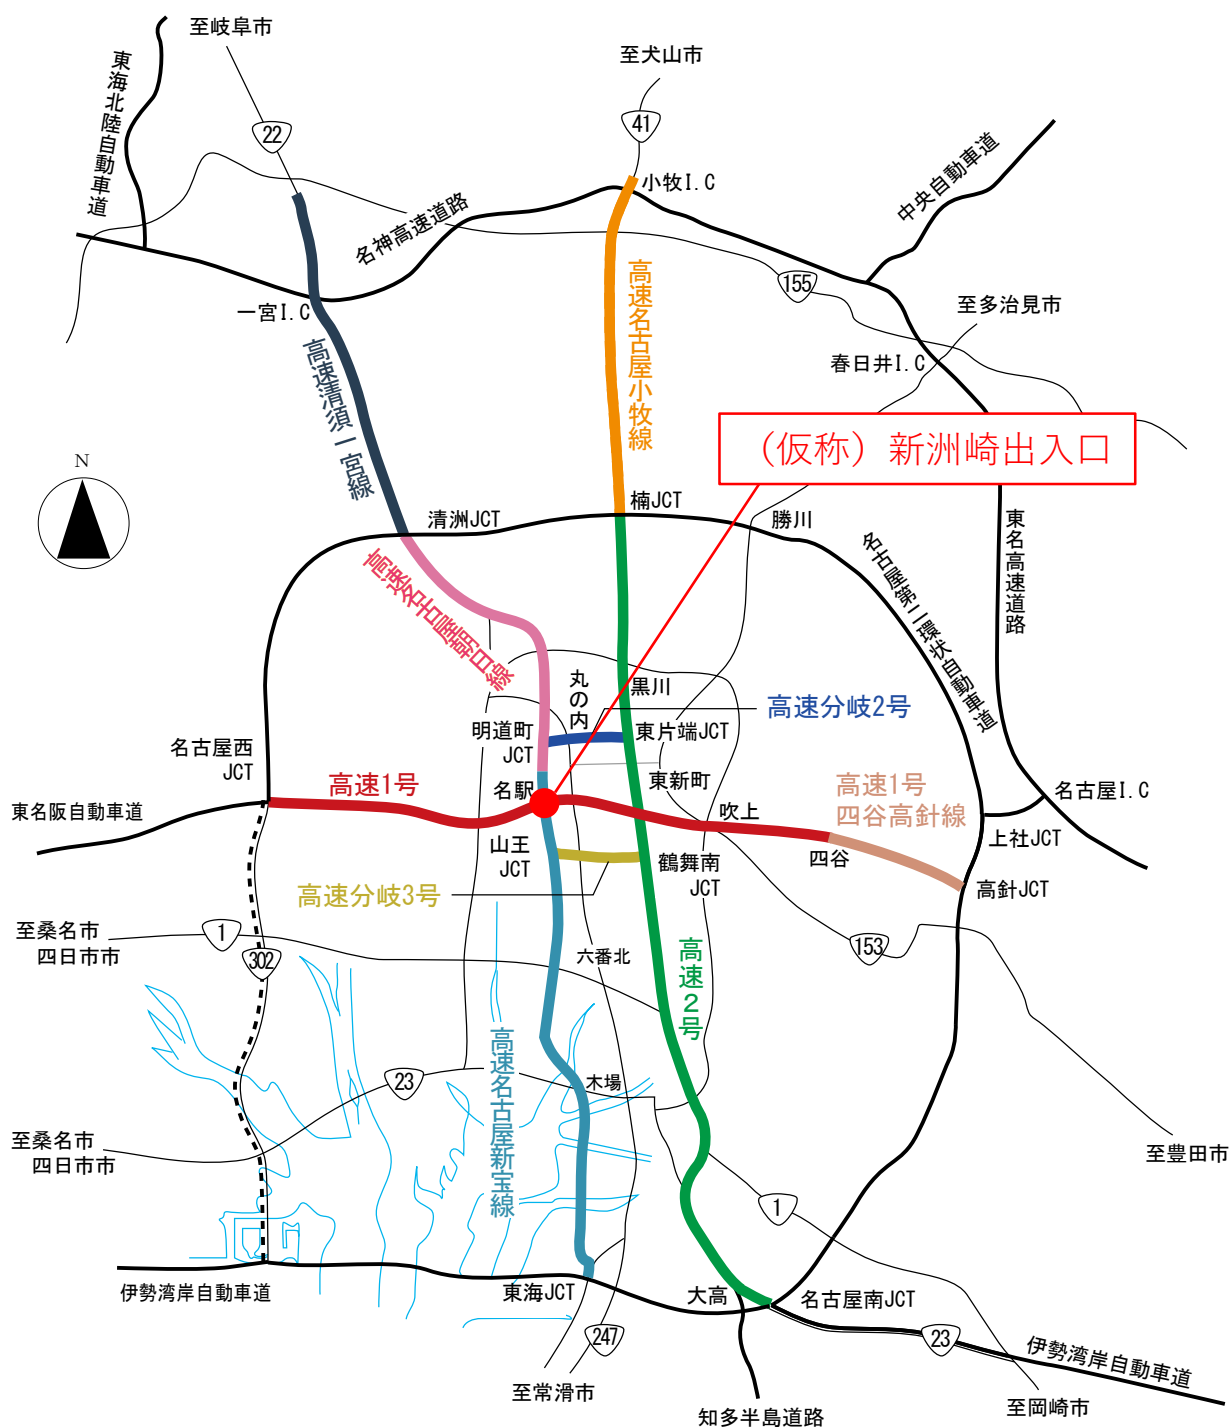 至岐阜市
至犬山市
東海北陸自動車道
22
41
小牧I.C
中央自動車道
名神高速道路
155
至多治見市
一宮I.C
春日井I.C
高速名古屋小牧線
高速清須一宮線
（仮称）新洲崎出入口
N
清洲JCT
楠JCT
勝川
東名高速道路
名古屋第二環状自動車道
高速名古屋朝日線
丸の内
黒川
高速分岐2号
明道町
JCT
東片端JCT
名古屋西
JCT
東新町
高速1号
名駅
高速1号
四谷高針線
名古屋I.C
東名阪自動車道
吹上
上社JCT
山王
JCT
四谷
鶴舞南
JCT
高針JCT
高速分岐3号
至桑名市
四日市市
1
302
六番北
153
高速2号
高速名古屋新宝線
23
木場
至桑名市
四日市市
至豊田市
1
伊勢湾岸自動車道
東海JCT
大高
名古屋南JCT
247
23
伊勢湾岸自動車道
至常滑市
知多半島道路
至岡崎市